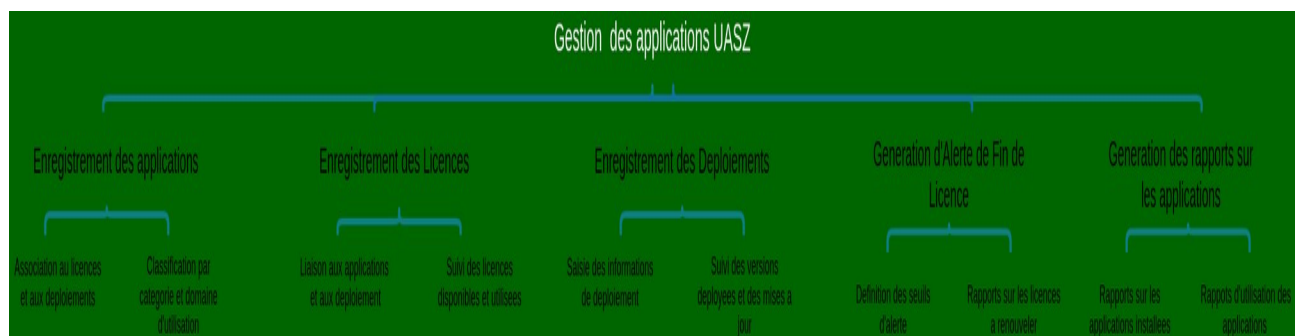 Gestion des applications UASZ
Enregistrement des applications
Enregistrement des Licences
Enregistrement des Deploiements
Generation d'Alerte de Fin de
Licence
Generation des rapports sur
les applications
Association au licences
et aux deploiements
Classification par
categorie et domaine
d'utilisation
Liaison aux applications
et aux deploiement
Suivi des licences
disponibles et utilisees
Saisie des informations
de deploiement
Suivi des versions
deployees et des mises a
jour
Definition des seuils
d'alerte
Rapports sur les licences
a renouveler
Rapports sur les
applications installees
Rappots d'utilisation des
applications